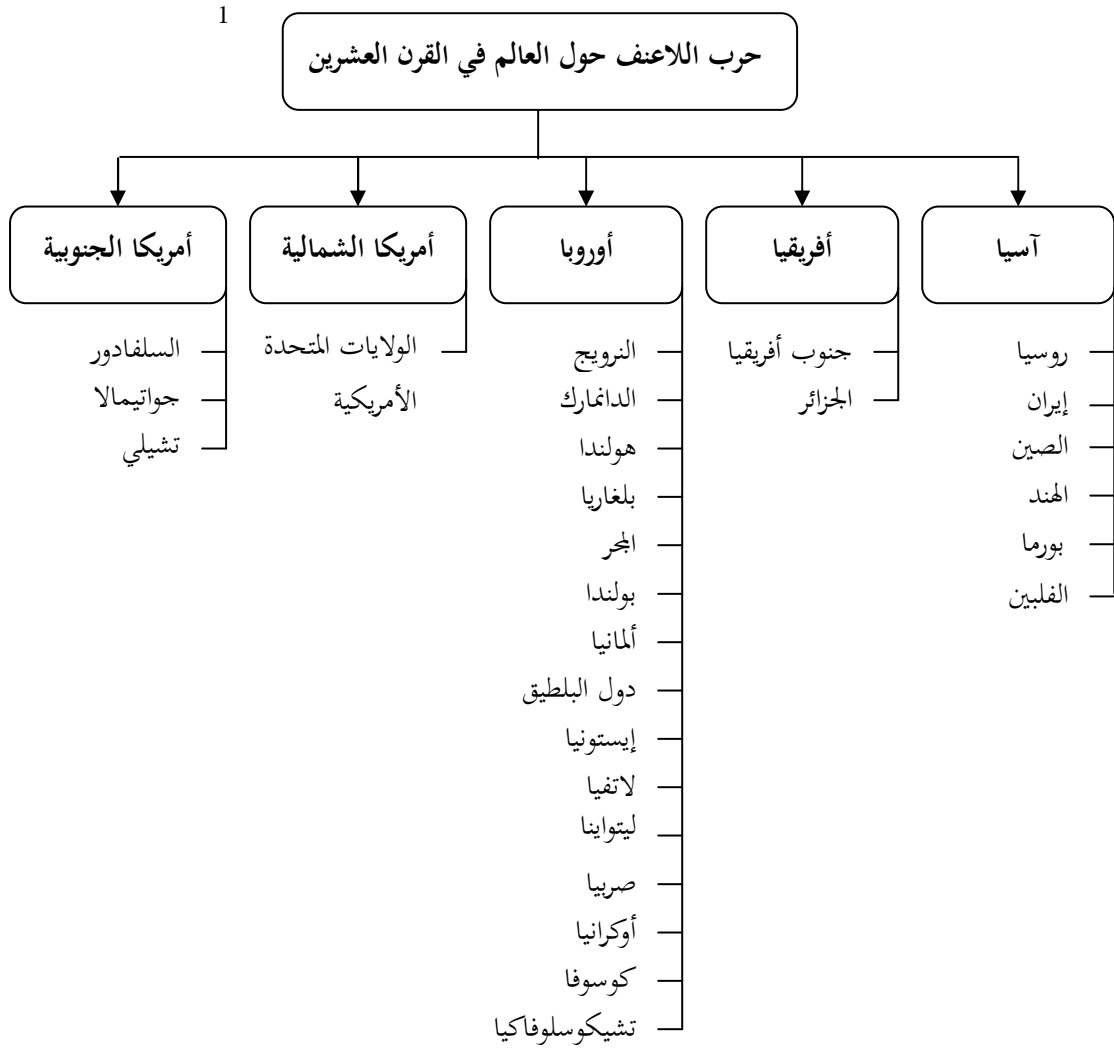 1
حرب اللاعنف حول العالم في القرن العشرين
آسيا
روسيا
إيران
الصين
الهند
بورما
الفلبين
أفريقيا
جنوب أفريقيا
الجزائر
أوروبا
النرويج
الدانمارك
هولندا
بلغاريا
المجر
بولندا
ألمانيا
دول البلطيق
إيستونيا
لاتفيا
ليتواينا
صربيا
أوكرانيا
كوسوفا
تشيكوسلوفاكيا
أمريكا الشمالية
الولايات المتحدة
الأمريكية
أمريكا الجنوبية
السلفادور
جواتيمالا
تشيلي